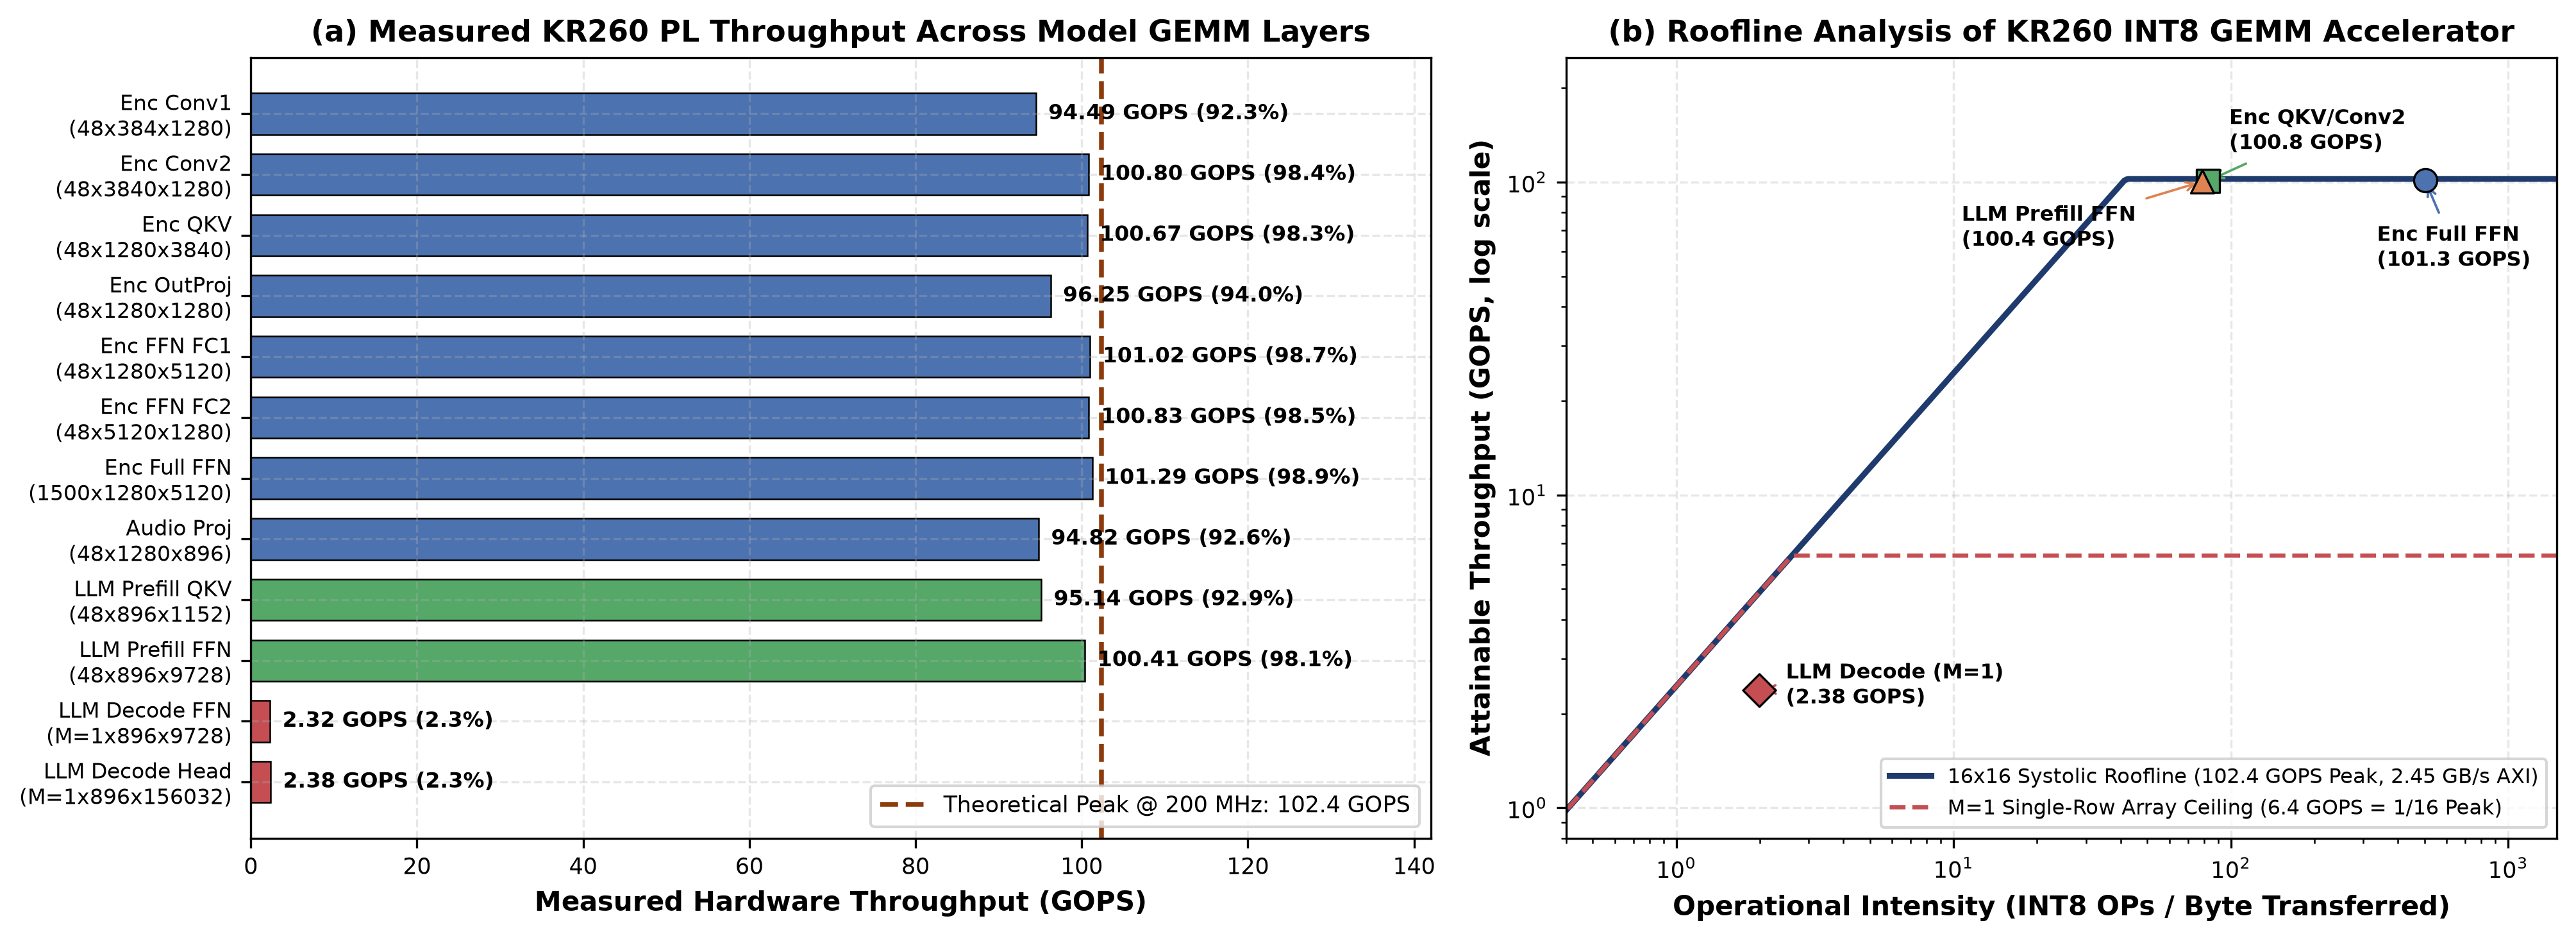 (a) Measured KR260 PL Throughput Across Model GEMM Layers
Enc Conv1
(48x384x1280)
94.49 GOPS (92.3%)
Enc Conv2
(48x3840x1280)
100.80 GOPS (98.4%)
Enc QKV
(48x1280x3840)
100.67 GOPS (98.3%)
Enc OutProj
(48x1280x1280)
96.25 GOPS (94.0%)
Enc FFN FC1
(48x1280x5120)
101.02 GOPS (98.7%)
Enc FFN FC2
(48x5120x1280)
100.83 GOPS (98.5%)
Enc Full FFN
(1500x1280x5120)
101.29 GOPS (98.9%)
Audio Proj
(48x1280x896)
94.82 GOPS (92.6%)
LLM Prefill QKV
(48x896x1152)
95.14 GOPS (92.9%)
LLM Prefill FFN
(48x896x9728)
100.41 GOPS (98.1%)
LLM Decode FFN
(M=1x896x9728)
2.32 GOPS (2.3%)
LLM Decode Head
(M=1x896x156032)
2.38 GOPS (2.3%)
Theoretical Peak @ 200 MHz: 102.4 GOPS
0 20 40 60 80 100 120 140
Measured Hardware Throughput (GOPS)
(b) Roofline Analysis of KR260 INT8 GEMM Accelerator
Attainable Throughput (GOPS, log scale)
10²
10¹
10⁰
Enc QKV/Conv2
(100.8 GOPS)
LLM Prefill FFN
(100.4 GOPS)
Enc Full FFN
(101.3 GOPS)
LLM Decode (M=1)
(2.38 GOPS)
16x16 Systolic Roofline (102.4 GOPS Peak, 2.45 GB/s AXI)
M=1 Single-Row Array Ceiling (6.4 GOPS = 1/16 Peak)
10⁰ 10¹ 10² 10³
Operational Intensity (INT8 OPs / Byte Transferred)